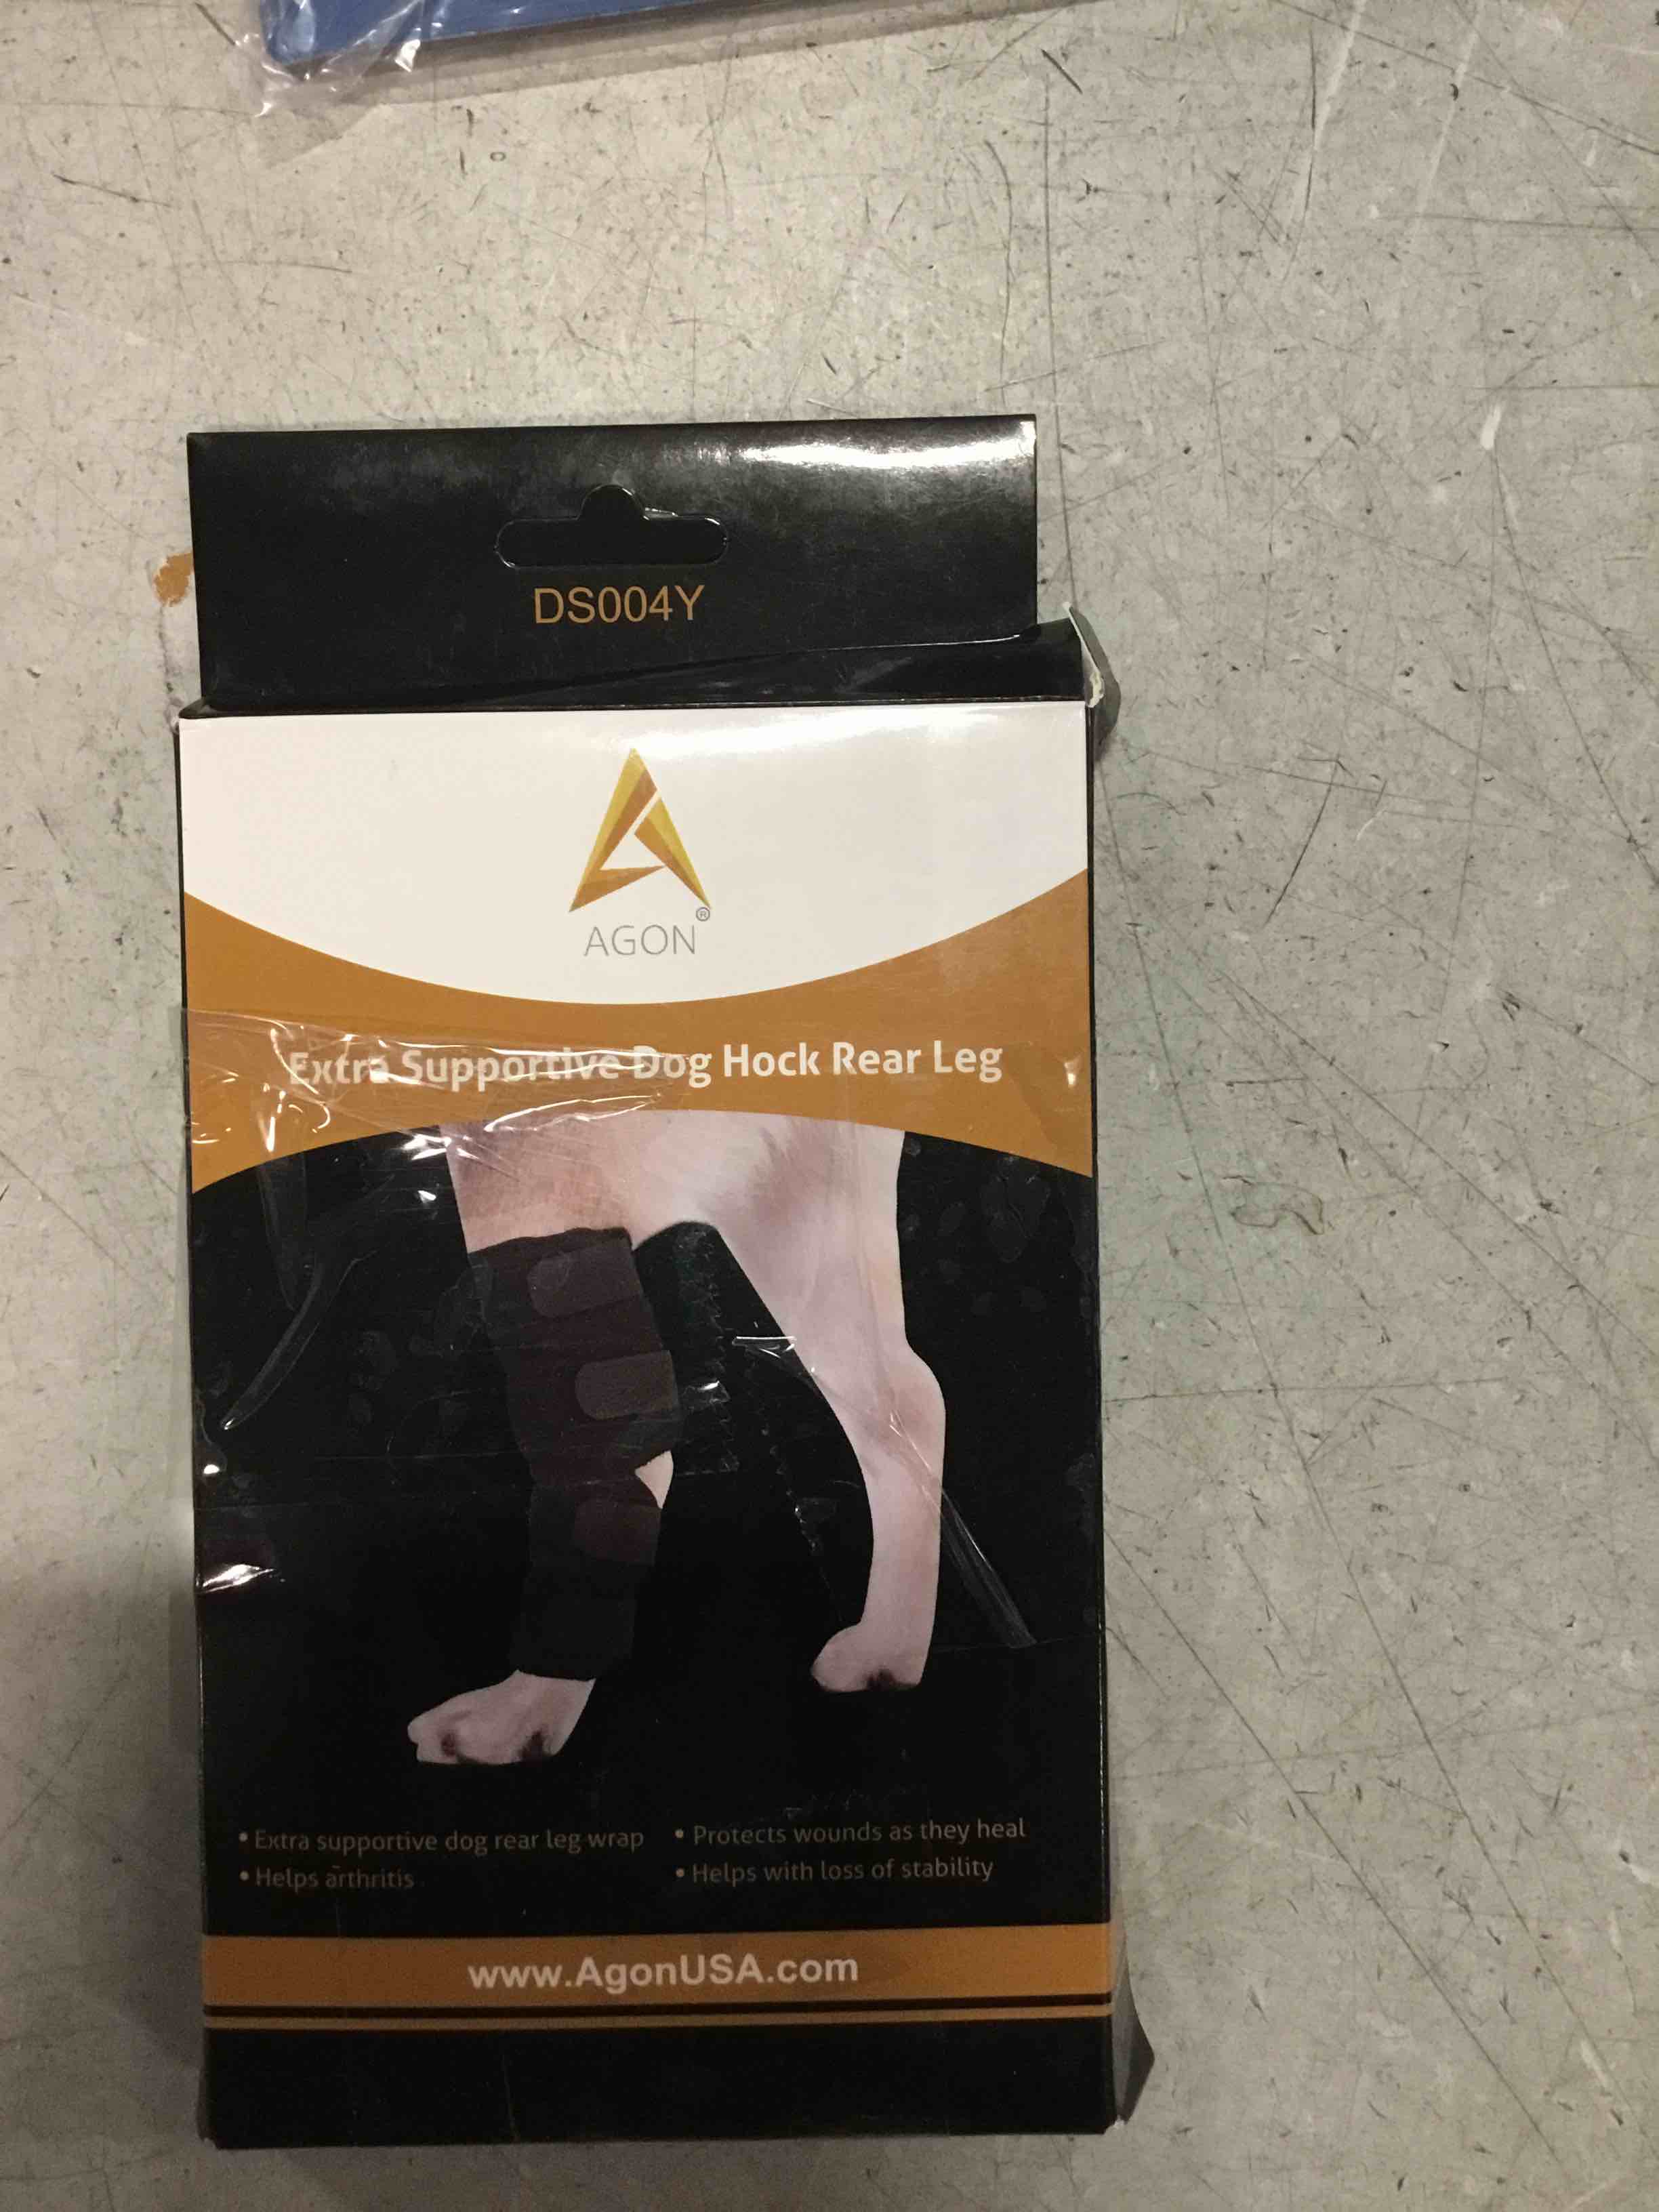 DS004Y
AGON®
Extra Supportive Dog Hock Rear Leg
• Extra supportive dog rear leg wrap
• Helps arthritis
• Protects wounds as they heal
• Helps with loss of stability
www.AgonUSA.com